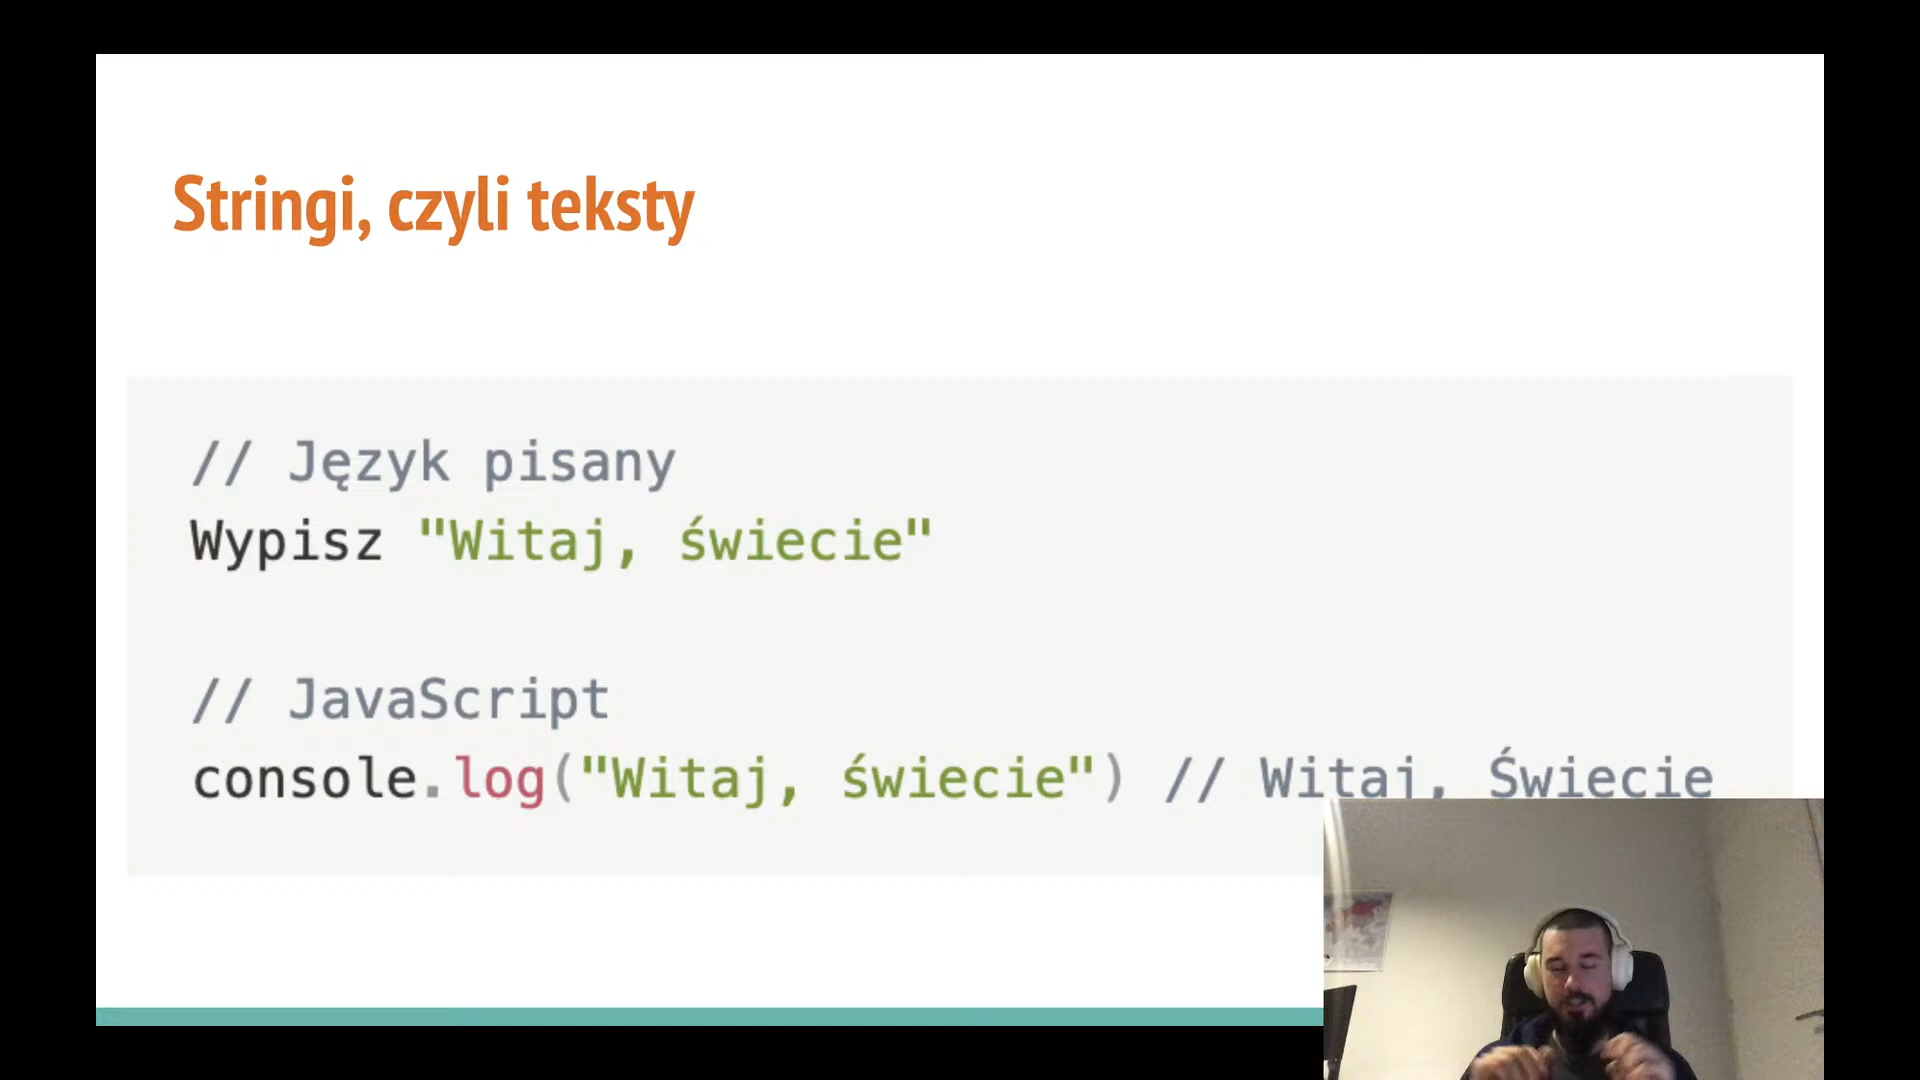 Stringi, czyli teksty
// Język pisany
Wypisz "Witaj, świecie"
// JavaScript
console.log("Witaj, świecie") // Witaj, Świecie